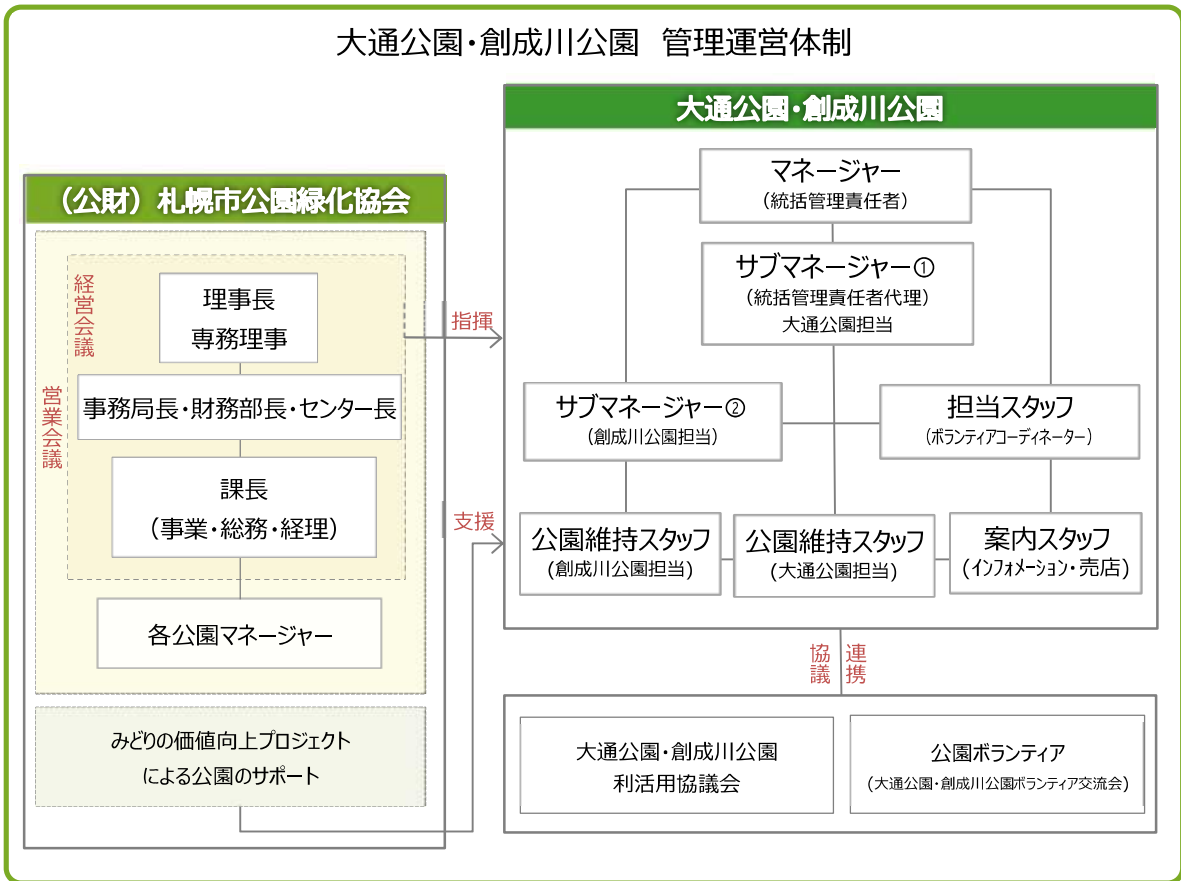 大通公園・創成川公園　管理運営体制
（公財）札幌市公園緑化協会
経営会議
営業会議
理事長
専務理事
事務局長・財務部長・センター長
課長
（事業・総務・経理）
各公園マネージャー
みどりの価値向上プロジェクト
による公園のサポート
指揮
支援
大通公園・創成川公園
マネージャー
（統括管理責任者）
サブマネージャー①
（統括管理責任者代理）
大通公園担当
サブマネージャー②
（創成川公園担当）
担当スタッフ
（ボランティアコーディネーター）
公園維持スタッフ
（創成川公園担当）
公園維持スタッフ
（大通公園担当）
案内スタッフ
（インフォメーション・売店）
協議
連携
大通公園・創成川公園
利活用協議会
公園ボランティア
（大通公園・創成川公園ボランティア交流会）